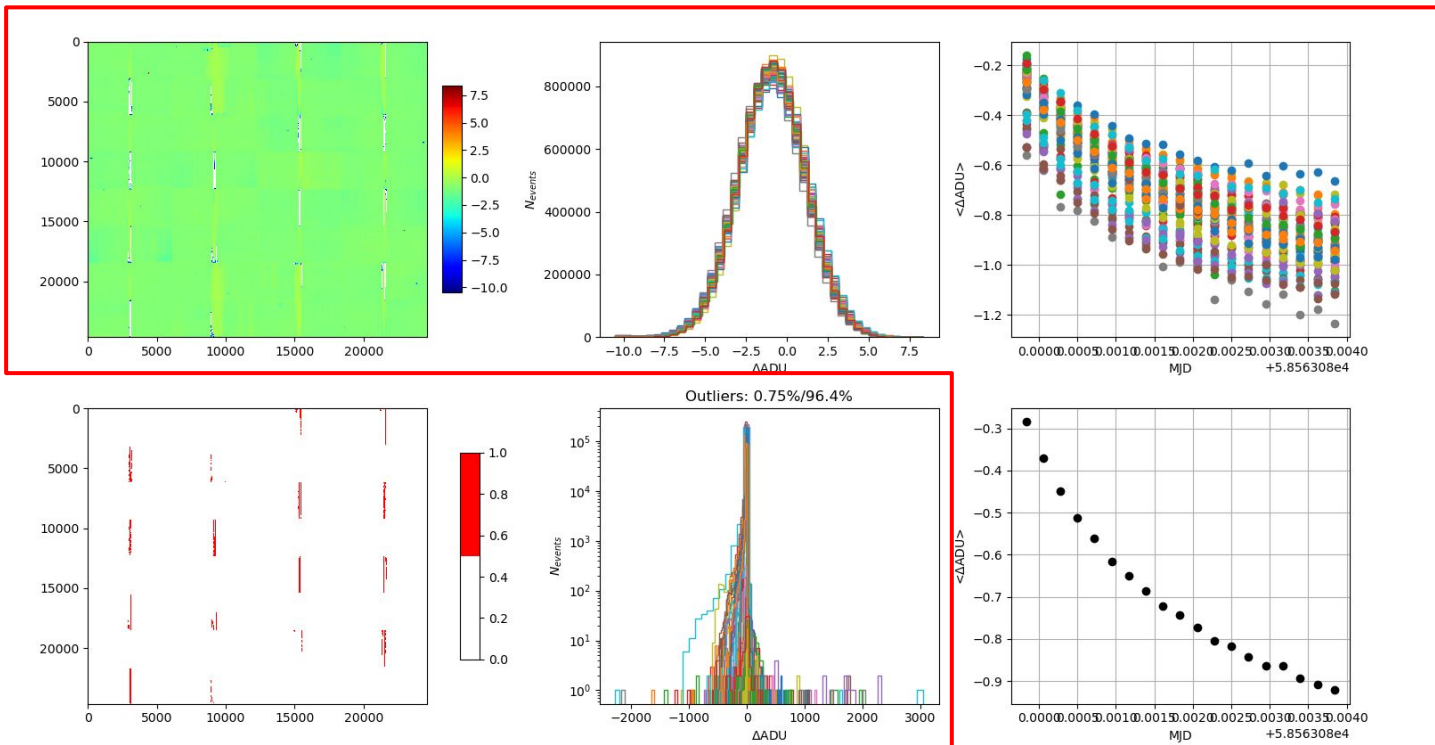 0
5000
10000
15000
20000
0 5000 10000 15000 20000
7.5
5.0
2.5
0.0
−2.5
−5.0
−7.5
−10.0
800000
600000
400000
200000
0
N_events
−10.0 −7.5 −5.0 −2.5 0.0 2.5 5.0 7.5
ΔADU
−0.2
−0.4
−0.6
−0.8
−1.0
−1.2
<ΔADU>
0.0000 0.0005 0.0010 0.0015 0.0020 0.0025 0.0030 0.0035 0.0040
MJD
+5.856308e4
0
5000
10000
15000
20000
0 5000 10000 15000 20000
1.0
0.8
0.6
0.4
0.2
0.0
Outliers: 0.75%/96.4%
10^5
10^4
10^3
10^2
10^1
10^0
N_events
−2000 −1000 0 1000 2000 3000
ΔADU
−0.3
−0.4
−0.5
−0.6
−0.7
−0.8
−0.9
<ΔADU>
0.0000 0.0005 0.0010 0.0015 0.0020 0.0025 0.0030 0.0035 0.0040
MJD
+5.856308e4